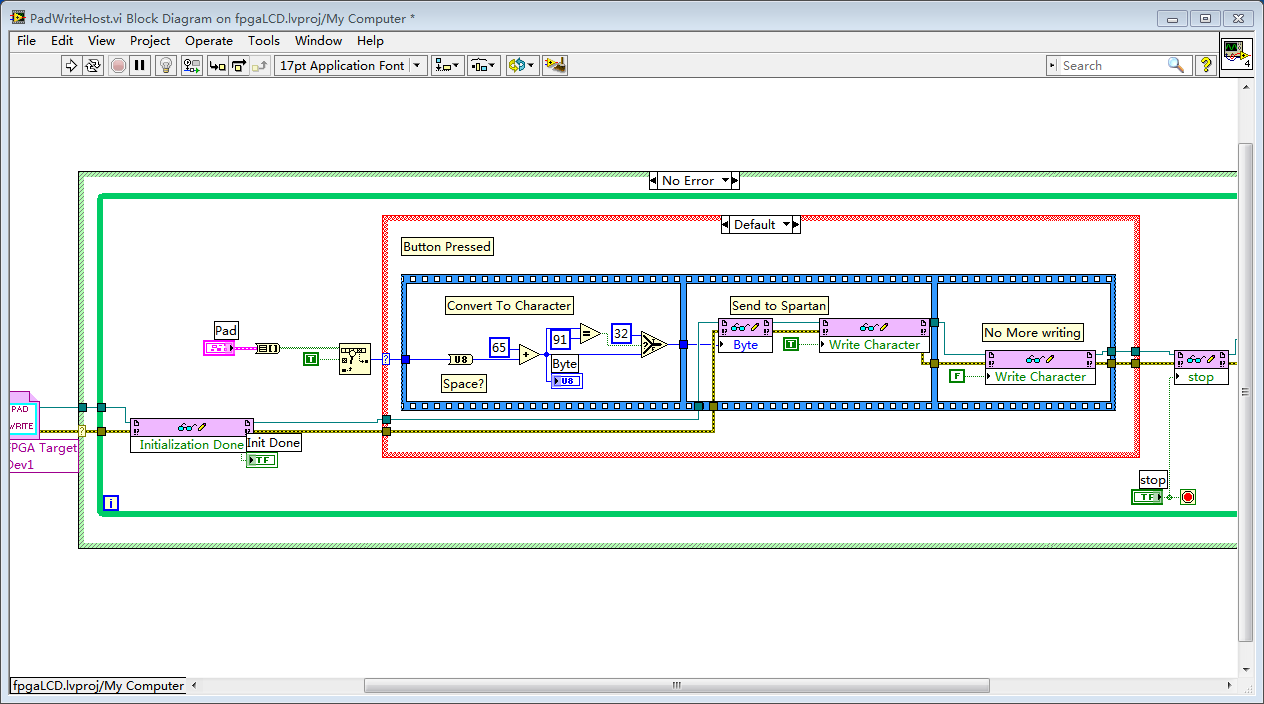 PadWriteHost.vi Block Diagram on fpgaLCD.lvproj/My Computer *
File Edit View Project Operate Tools Window Help
17pt Application Font
Search
?
4
No Error
Default
Button Pressed
Convert To Character
Send to Spartan
No More writing
Pad
T
?
U8
Space?
65
91
=
32
+
Byte
U8
Byte
T
Write Character
F
Write Character
stop
PAD
WRITE
PGA Target
Dev1
?
Initialization Done
Init Done
TF
i
stop
TF
fpgaLCD.lvproj/My Computer